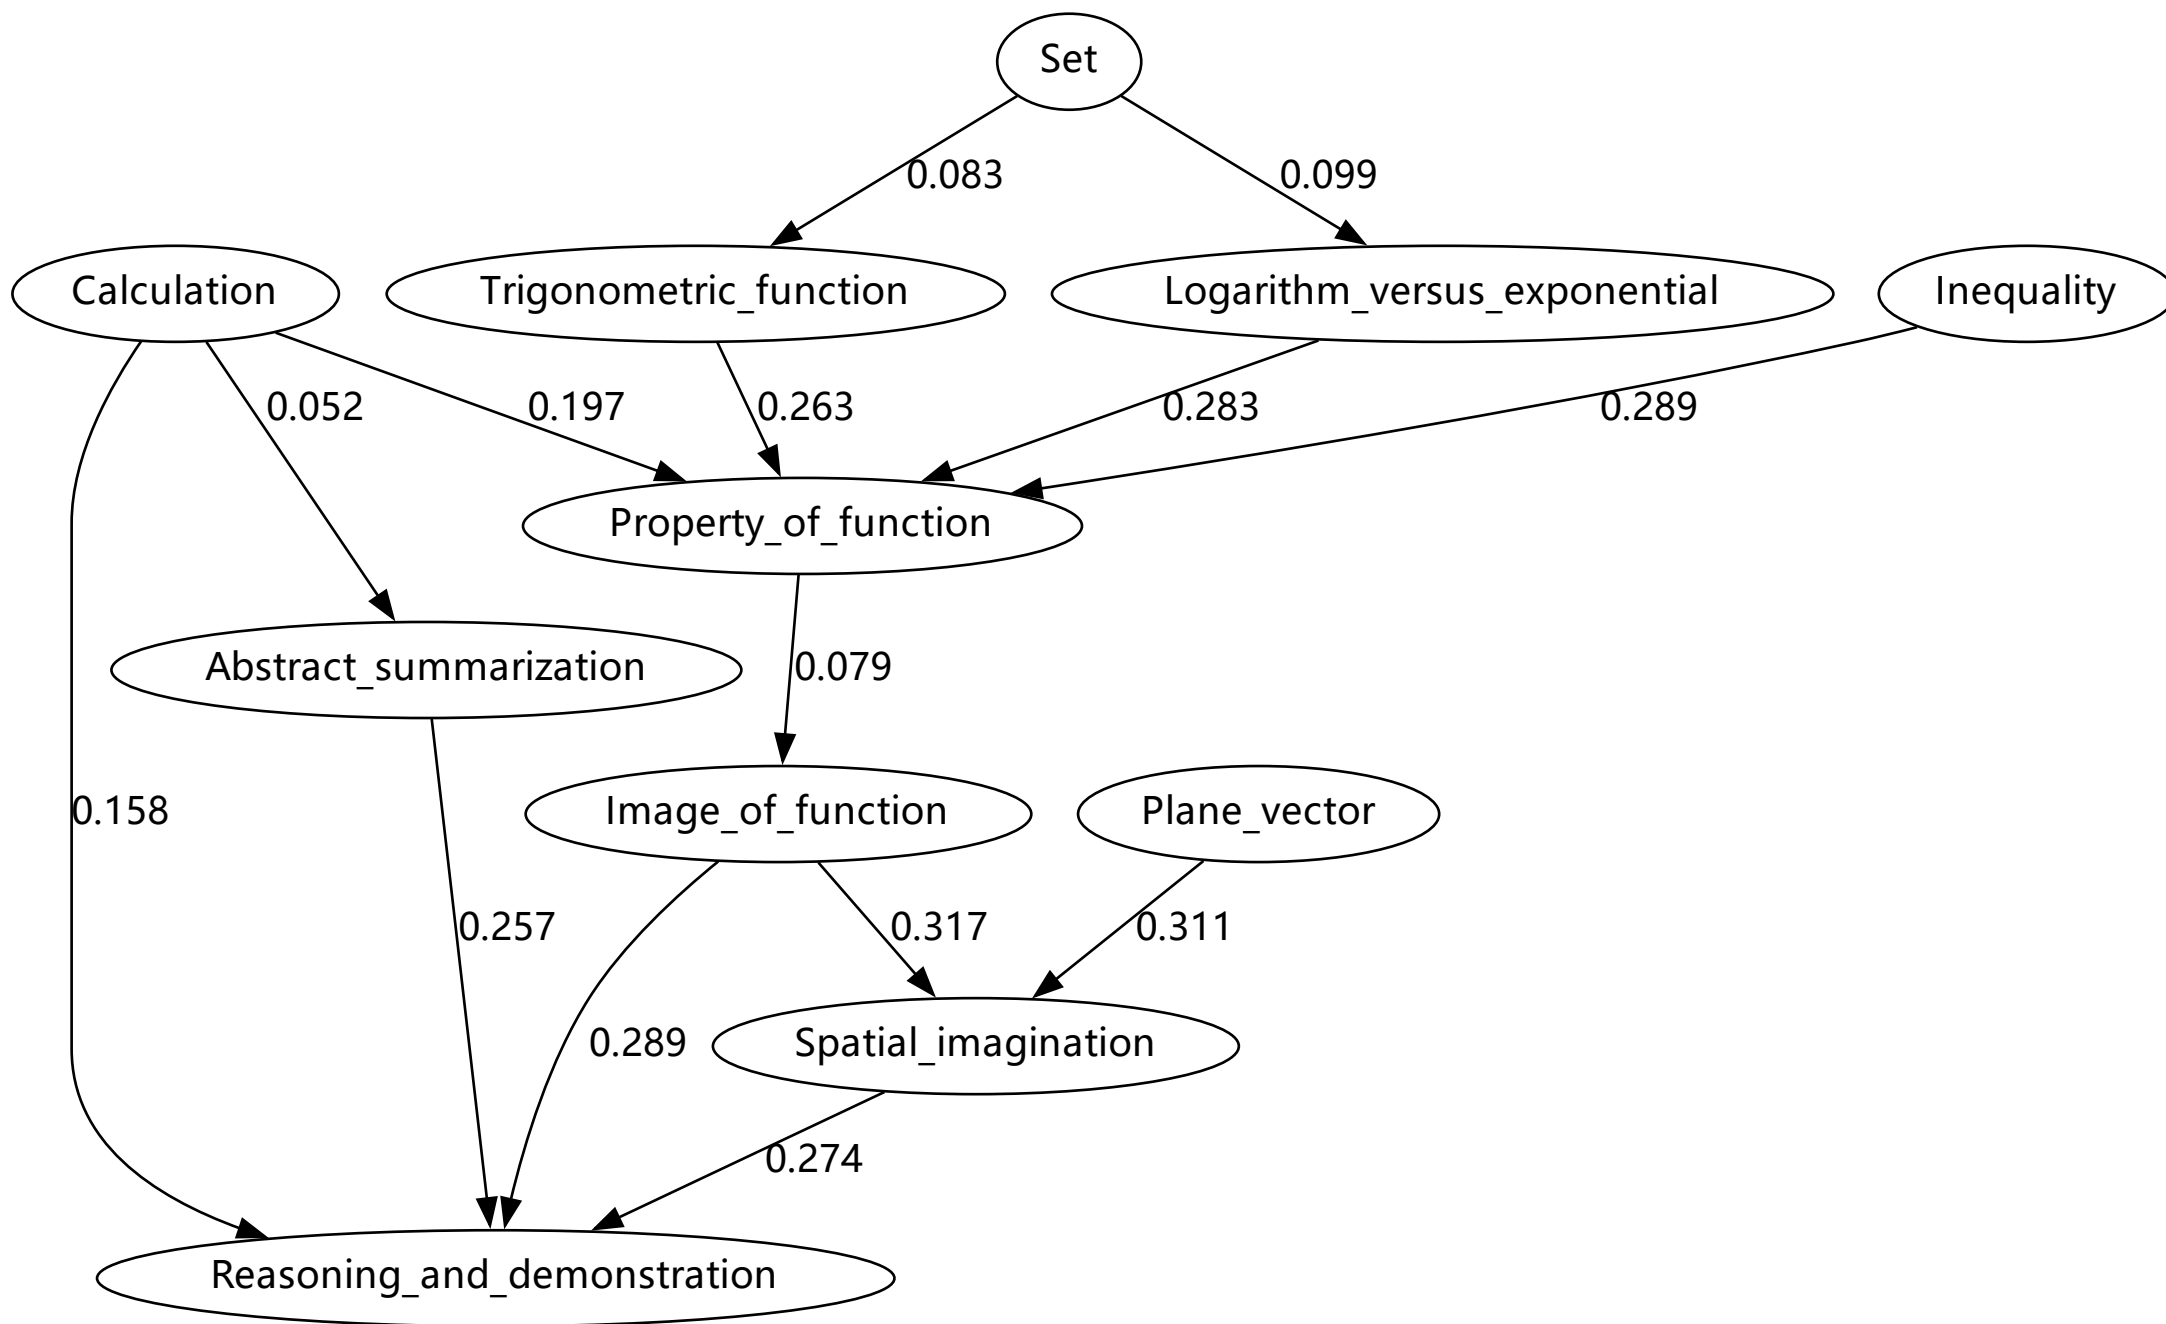 Set
0.083
0.099
Calculation
Trigonometric_function
Logarithm_versus_exponential
Inequality
0.052
0.197
0.263
0.283
0.289
Property_of_function
Abstract_summarization
0.079
0.158
Image_of_function
Plane_vector
0.257
0.317
0.311
0.289
Spatial_imagination
0.274
Reasoning_and_demonstration